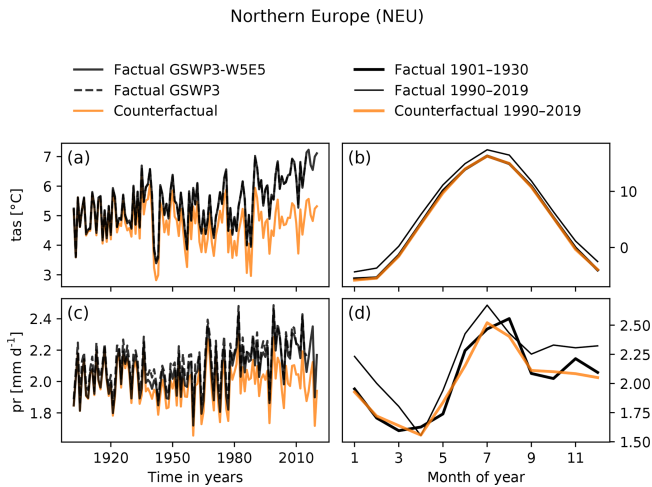 Northern Europe (NEU)
Factual GSWP3-W5E5
Factual GSWP3
Counterfactual
Factual 1901–1930
Factual 1990–2019
Counterfactual 1990–2019
(a)
7
6
5
4
3
tas [°C]
(b)
10
0
(c)
2.4
2.2
2.0
1.8
pr [mm d⁻¹]
1920
1950
1980
2010
Time in years
(d)
2.50
2.25
2.00
1.75
1.50
1
3
5
7
9
11
Month of year